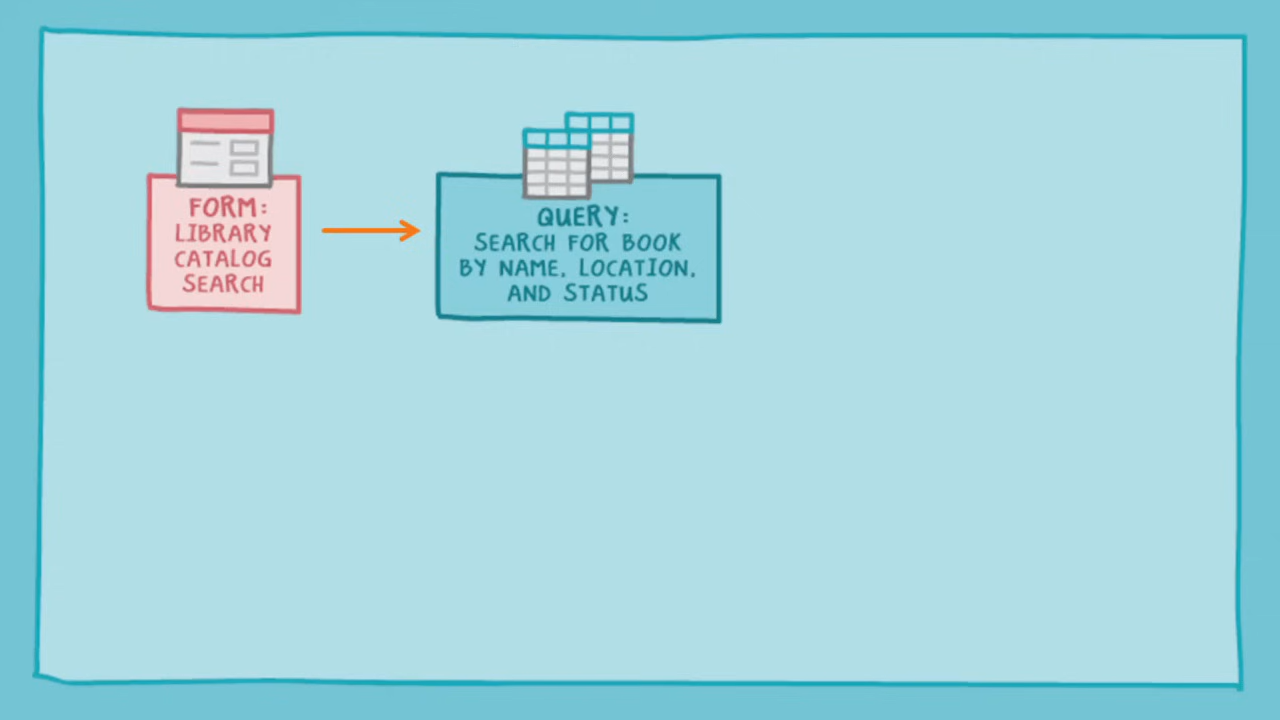 FORM:
LIBRARY
CATALOG
SEARCH
QUERY:
SEARCH FOR BOOK
BY NAME, LOCATION,
AND STATUS